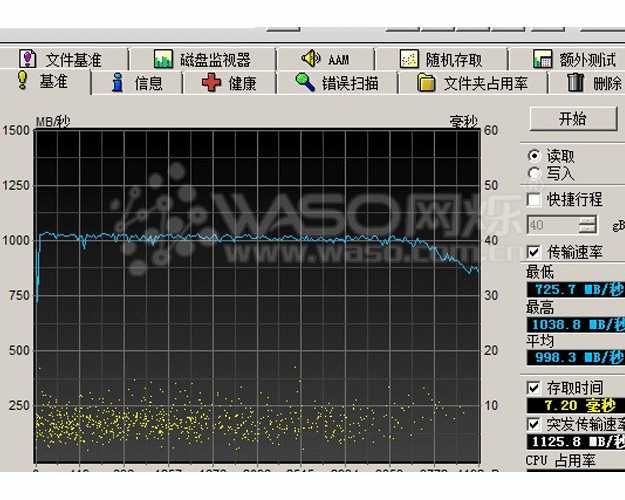 文件基准 磁盘监视器 AAM 随机存取 额外测试
基准 信息 健康 错误扫描 文件夹占用率 删除
MB/秒 毫秒
1500 60
1250 50
1000 40
750 30
500 20
250 10
WASO 网烁
www.waso.com.cn
开始
读取
写入
快捷行程
40 gB
传输速率
最低
725.7 MB/秒
最高
1038.8 MB/秒
平均
998.3 MB/秒
存取时间
7.20 毫秒
突发传输速率
1125.8 MB/秒
CPU 占用率